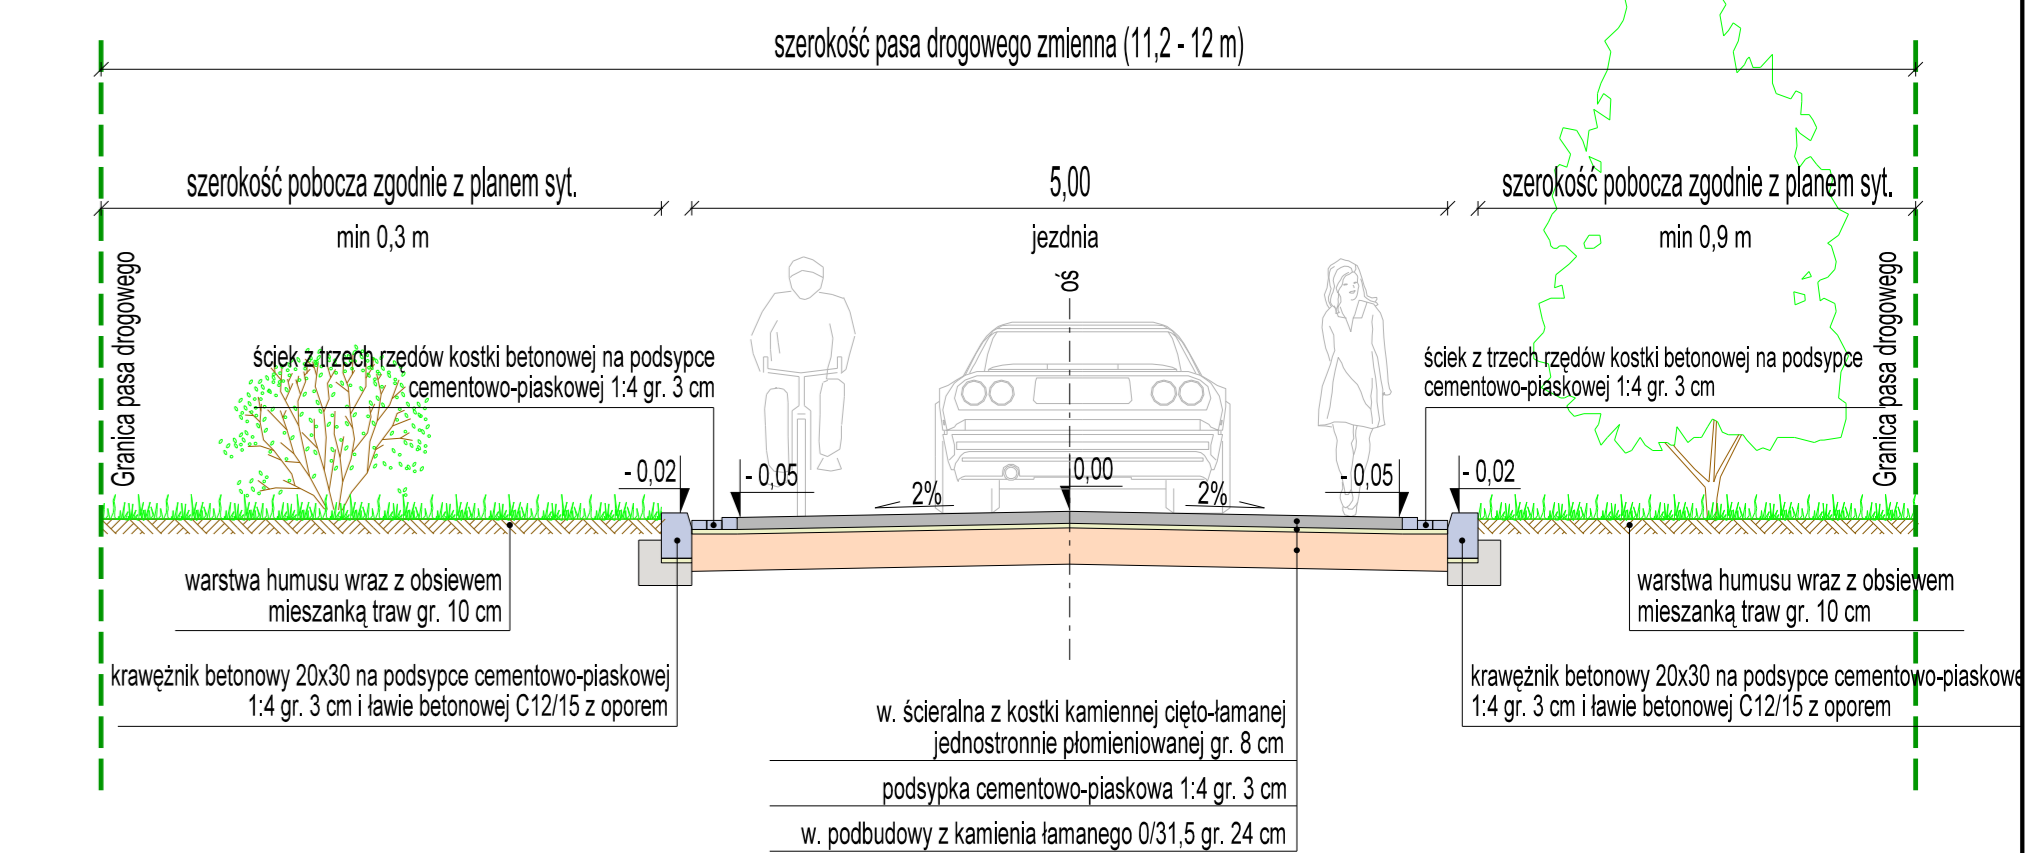 szerokość pasa drogowego zmienna (11,2 - 12 m)
szerokość pobocza zgodnie z planem syt.
min 0,3 m
5,00
jezdnia
szerokość pobocza zgodnie z planem syt.
min 0,9 m
Granica pasa drogowego
oś
Granica pasa drogowego
ściek z trzech rzędów kostki betonowej na podsypce
cementowo-piaskowej 1:4 gr. 3 cm
ściek z trzech rzędów kostki betonowej na podsypce
cementowo-piaskowej 1:4 gr. 3 cm
- 0,02
- 0,05
2%
0,00
2%
- 0,05
- 0,02
warstwa humusu wraz z obsiewem
mieszanką traw gr. 10 cm
warstwa humusu wraz z obsiewem
mieszanką traw gr. 10 cm
krawężnik betonowy 20x30 na podsypce cementowo-piaskowej
1:4 gr. 3 cm i ławie betonowej C12/15 z oporem
krawężnik betonowy 20x30 na podsypce cementowo-piaskowe
1:4 gr. 3 cm i ławie betonowej C12/15 z oporem
w. ścieralna z kostki kamiennej cięto-łamanej
jednostronnie płomieniowanej gr. 8 cm
podsypka cementowo-piaskowa 1:4 gr. 3 cm
w. podbudowy z kamienia łamanego 0/31,5 gr. 24 cm